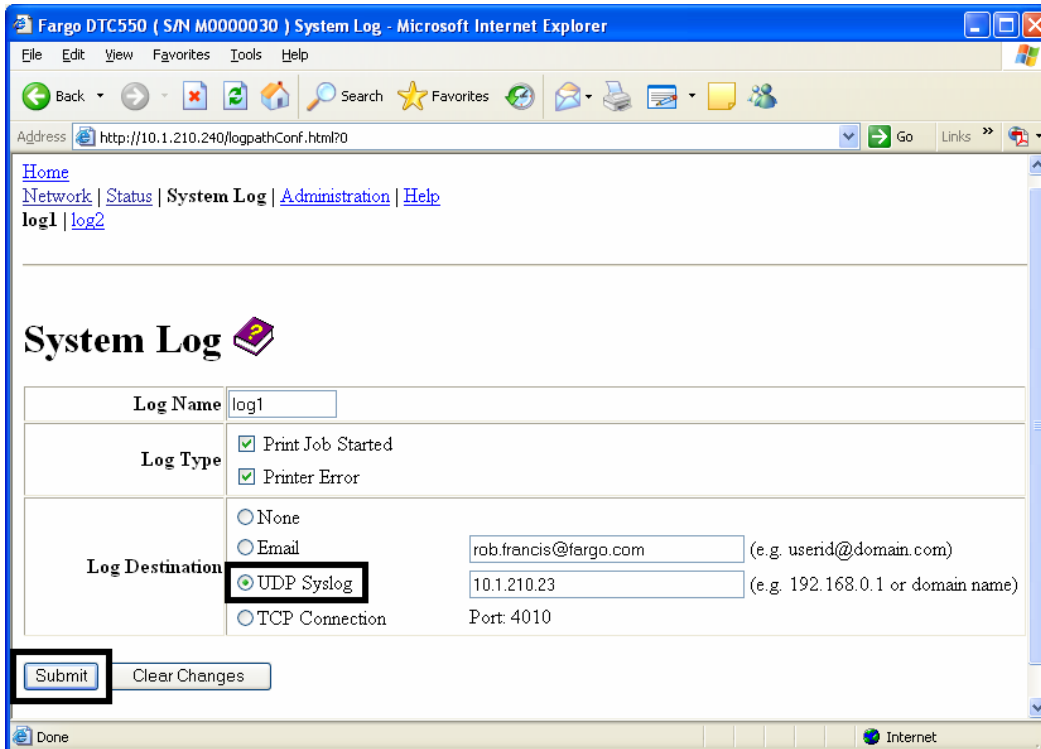 Fargo DTC550 ( S/N M0000030 ) System Log - Microsoft Internet Explorer
File Edit View Favorites Tools Help
Back Search Favorites
Address http://10.1.210.240/logpathConf.html?0 Go Links »
Home
Network | Status | System Log | Administration | Help
log1 | log2
System Log ?
Log Name log1
Log Type
Print Job Started
Printer Error
Log Destination
None
Email rob.francis@fargo.com (e.g. userid@domain.com)
UDP Syslog 10.1.210.23 (e.g. 192.168.0.1 or domain name)
TCP Connection Port: 4010
Submit Clear Changes
Done Internet